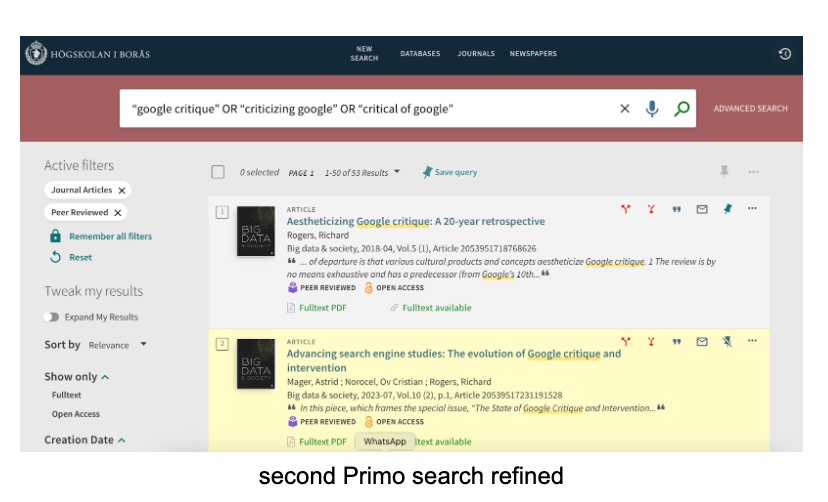 HÖGSKOLAN I BORÅS
NEW SEARCH
DATABASES
JOURNALS
NEWSPAPERS
“google critique” OR “criticizing google” OR “critical of google”
ADVANCED SEARCH
Active filters
Journal Articles
Peer Reviewed
Remember all filters
Reset
Tweak my results
Expand My Results
Sort by Relevance
Show only
Fulltext
Open Access
Creation Date
0 selected PAGE 1 1-50 of 53 Results
Save query
1
ARTICLE
BIG DATA & SOCIETY
Aestheticizing Google critique: A 20-year retrospective
Rogers, Richard
Big data & society, 2018-04, Vol.5 (1), Article 2053951718768626
... of departure is that various cultural products and concepts aestheticize Google critique. 1 The review is by
no means exhaustive and has a predecessor (from Google's 10th...
PEER REVIEWED OPEN ACCESS
Fulltext PDF Fulltext available
2
ARTICLE
BIG DATA & SOCIETY
Advancing search engine studies: The evolution of Google critique and
intervention
Mager, Astrid ; Norocel, Ov Cristian ; Rogers, Richard
Big data & society, 2023-07, Vol.10 (2), p.1, Article 20539517231191528
In this piece, which frames the special issue, "The State of Google Critique and Intervention...
PEER REVIEWED OPEN ACCESS
Fulltext PDF WhatsApp ltext available
second Primo search refined